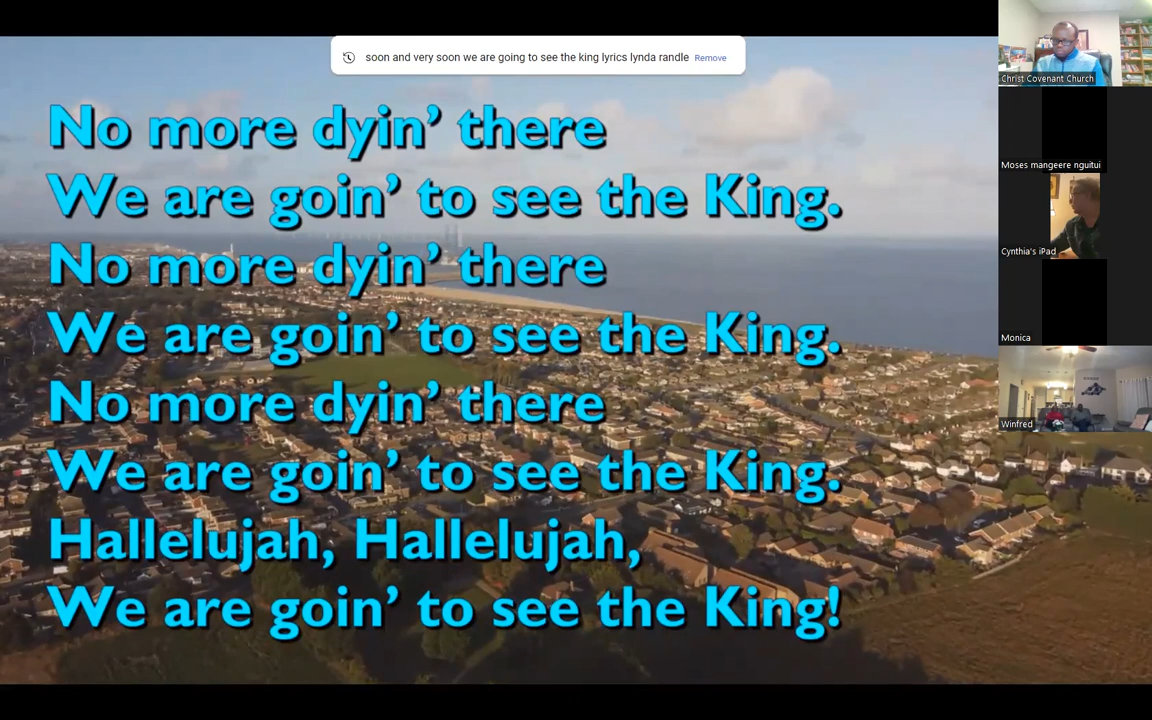 soon and very soon we are going to see the king lyrics lynda randle Remove
No more dyin’ there
We are goin’ to see the King.
No more dyin’ there
We are goin’ to see the King.
No more dyin’ there
We are goin’ to see the King.
Hallelujah, Hallelujah,
We are goin’ to see the King!
Christ Covenant Church
Moses mangeere nguitui
Cynthia's iPad
Monica
Winfred